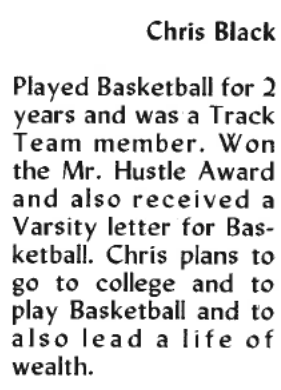 Chris Black
Played Basketball for 2
years and was a Track
Team member. Won
the Mr. Hustle Award
and also received a
Varsity letter for Bas-
ketball. Chris plans to
go to college and to
play Basketball and to
also lead a life of
wealth.